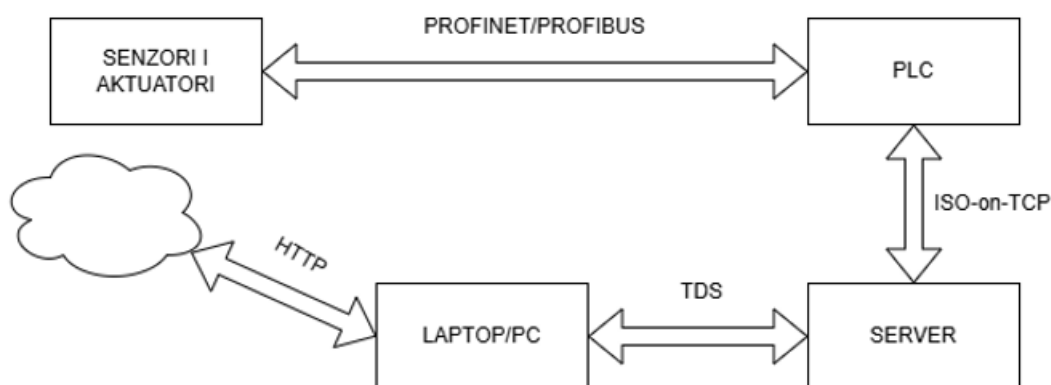 PROFINET/PROFIBUS
SENZORI I
AKTUATORI
PLC
ISO-on-TCP
HTTP
TDS
LAPTOP/PC
SERVER